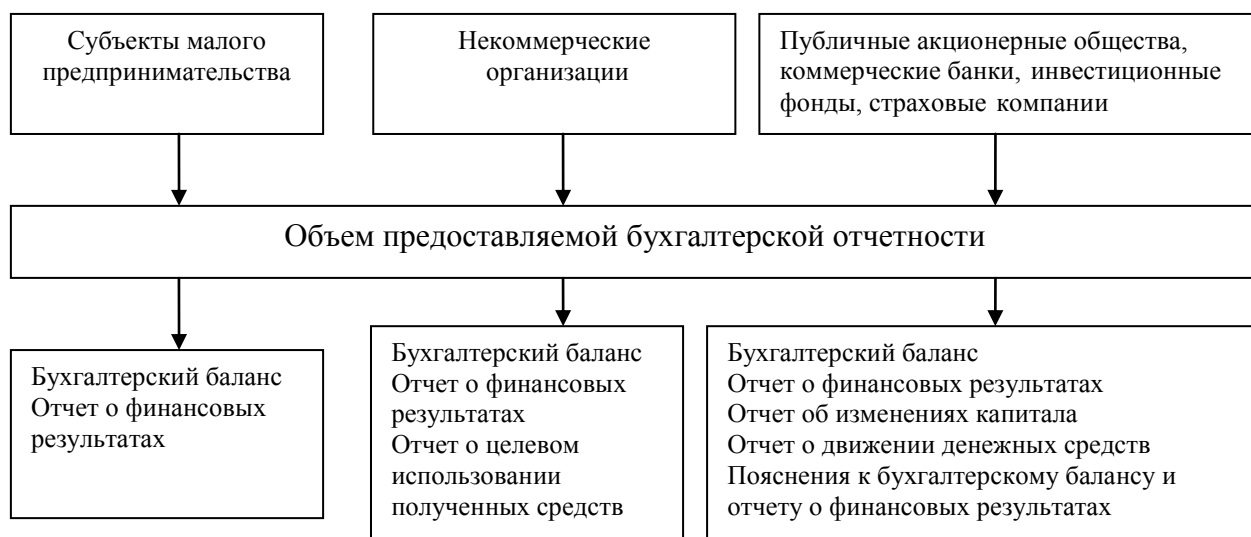 Субъекты малого
предпринимательства
Некоммерческие
организации
Публичные акционерные общества,
коммерческие банки, инвестиционные
фонды, страховые компании
Объем предоставляемой бухгалтерской отчетности
Бухгалтерский баланс
Отчет о финансовых
результатах
Бухгалтерский баланс
Отчет о финансовых
результатах
Отчет о целевом
использовании
полученных средств
Бухгалтерский баланс
Отчет о финансовых результатах
Отчет об изменениях капитала
Отчет о движении денежных средств
Пояснения к бухгалтерскому балансу и
отчету о финансовых результатах